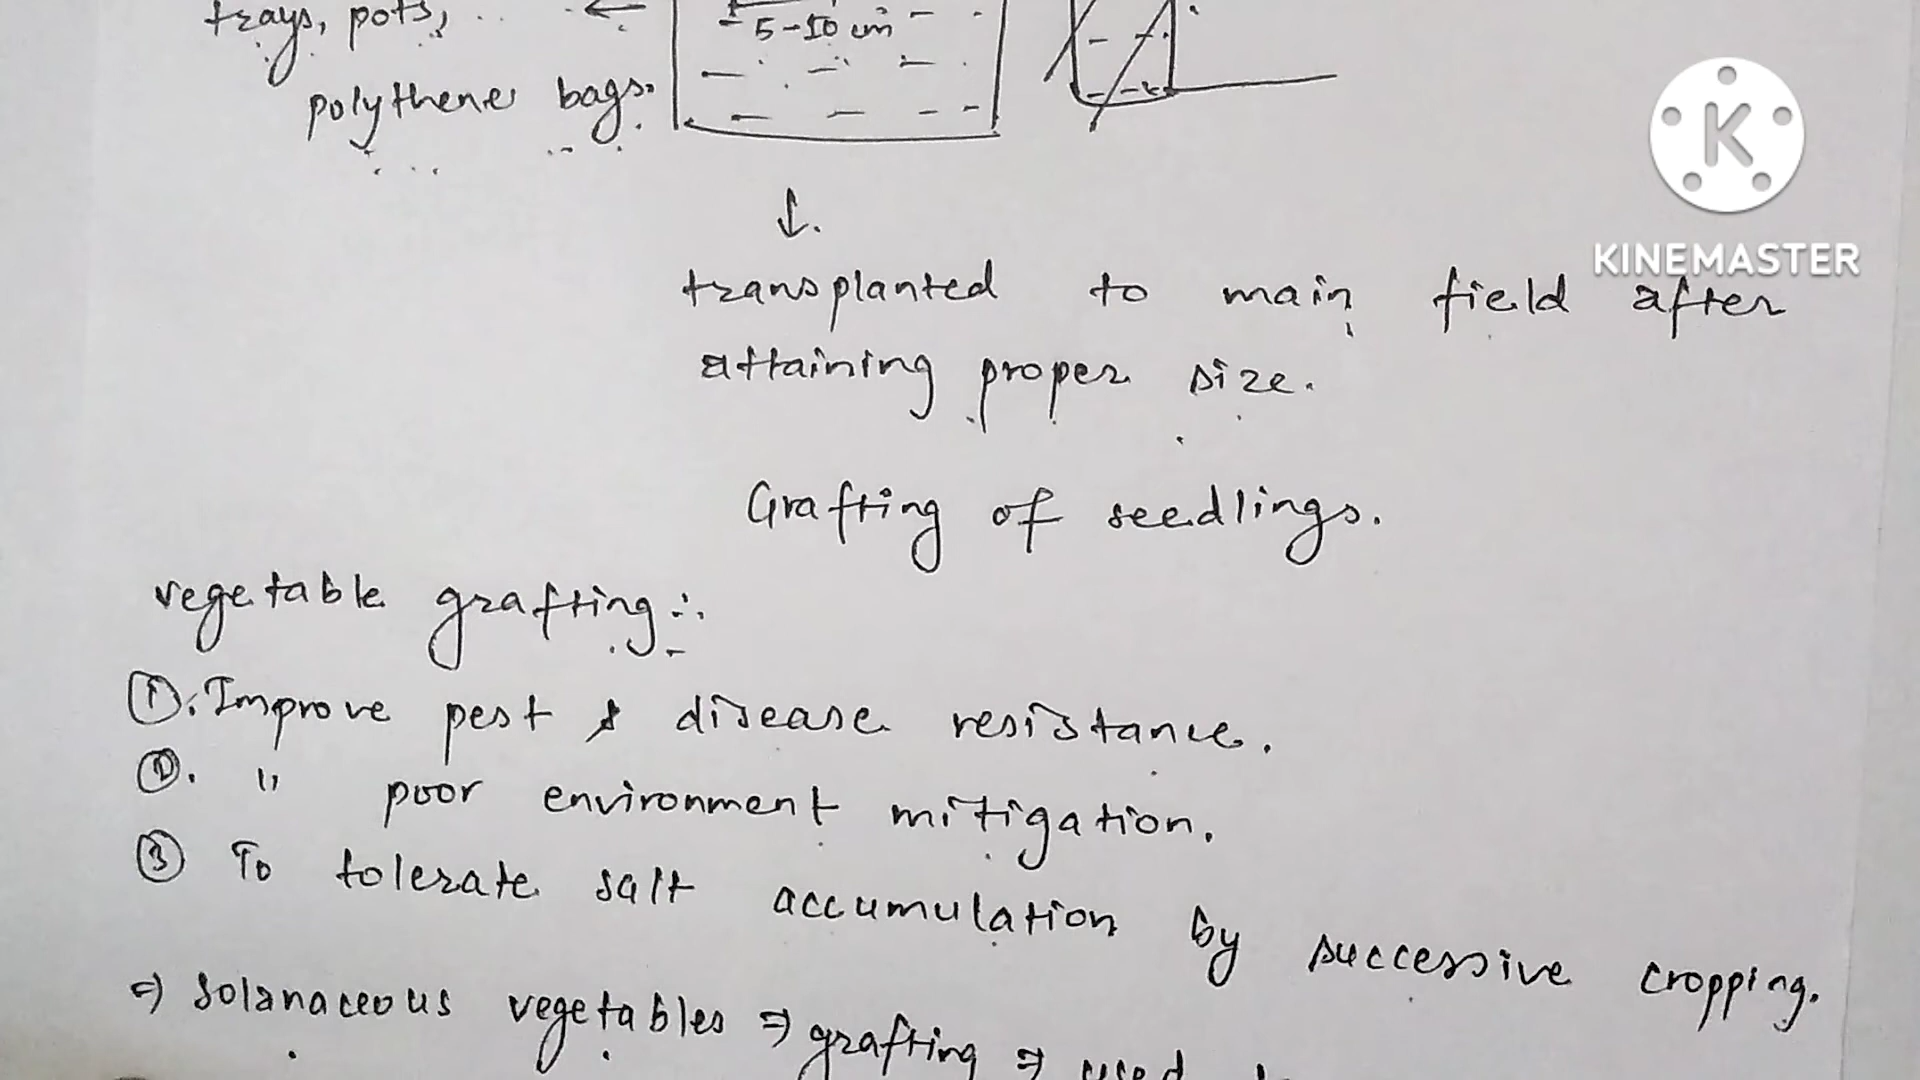 trays, pots, ←
5-10 cm
polythene bags.
↓.
transplanted to main field after
attaining proper size.
Grafting of seedlings.
vegetable grafting:-
①. Improve pest & disease resistance.
②. " poor environment mitigation.
③ To tolerate salt accumulation by successive cropping.
⇒ solanaceous vegetables ⇒ grafting ⇒ used
K
KINEMASTER